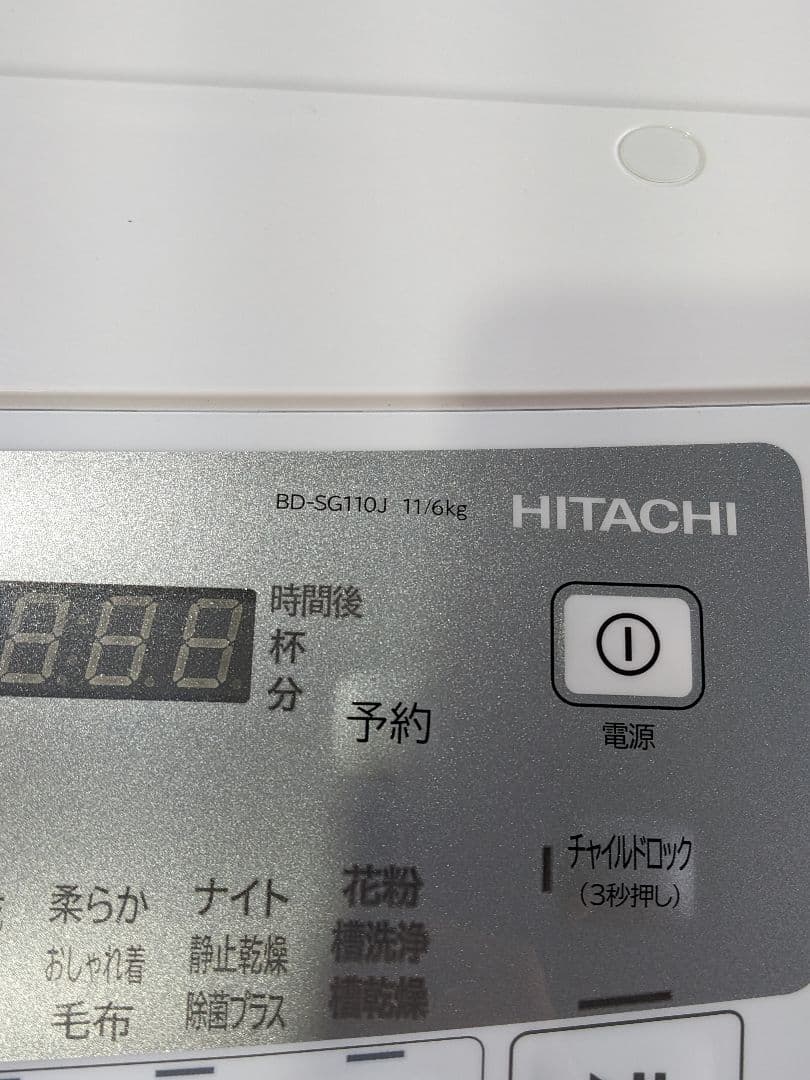 BD-SG110J 11/6kg HITACHI
888
時間後
杯
分
予約
電源
チャイルドロック
(3秒押し)
柔らか ナイト 花粉
おしゃれ着 静止乾燥 槽洗浄
毛布 除菌プラス 槽乾燥